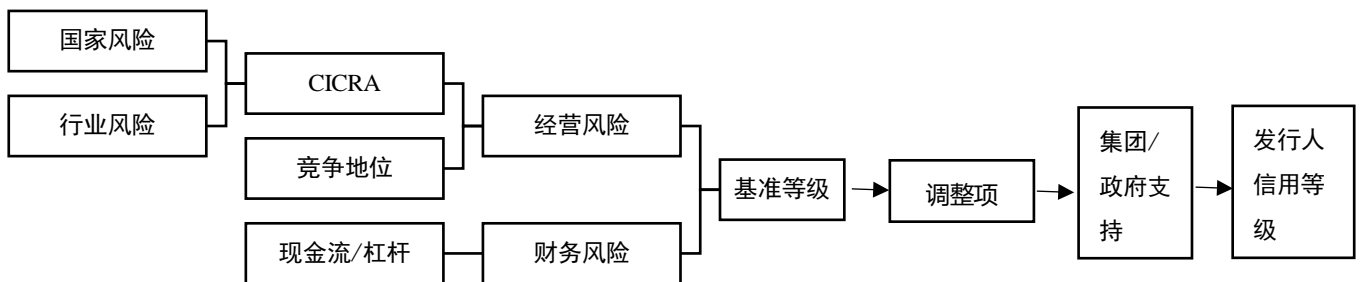 国家风险
行业风险
CICRA
竞争地位
现金流/杠杆
经营风险
财务风险
基准等级
调整项
集团/
政府支
持
发行人
信用等
级